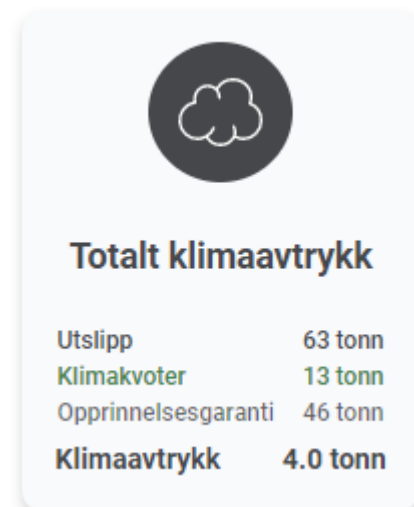 Totalt klimaavtrykk
Utslipp 63 tonn
Klimakvoter 13 tonn
Opprinnelsesgaranti 46 tonn
Klimaavtrykk 4.0 tonn